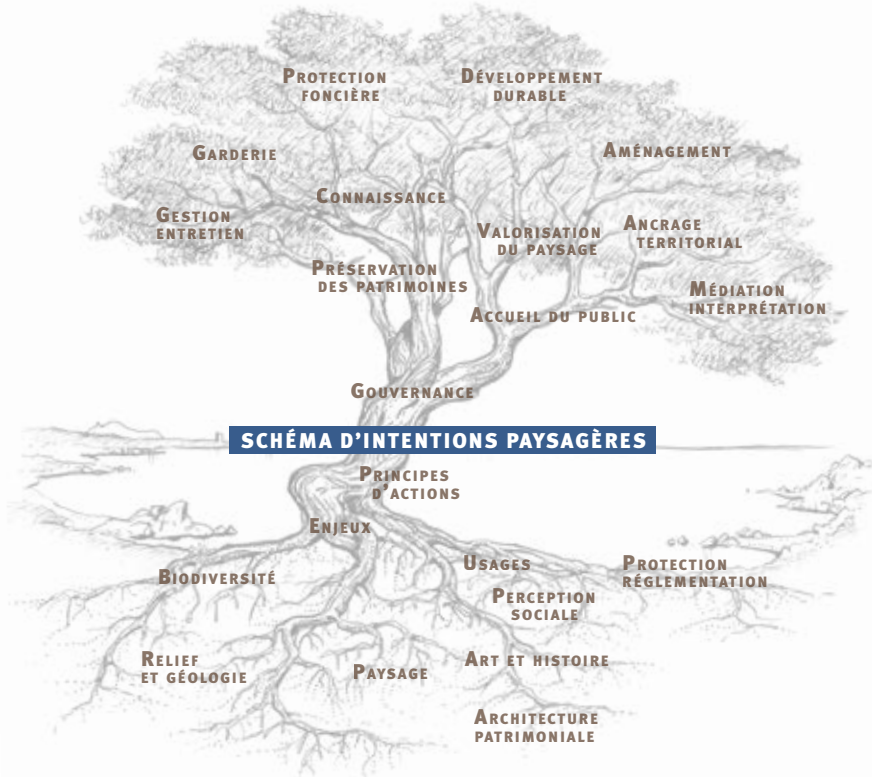 PROTECTION
FONCIÈRE
DÉVELOPPEMENT
DURABLE
GARDERIE
AMÉNAGEMENT
CONNAISSANCE
GESTION
ENTRETIEN
VALORISATION
DU PAYSAGE
ANCRAGE
TERRITORIAL
PRÉSERVATION
DES PATRIMOINES
MÉDIATION
INTERPRÉTATION
ACCUEIL DU PUBLIC
GOUVERNANCE
SCHÉMA D'INTENTIONS PAYSAGÈRES
PRINCIPES
D'ACTIONS
ENJEUX
BIODIVERSITÉ
USAGES
PROTECTION
RÉGLEMENTATION
PERCEPTION
SOCIALE
RELIEF
ET GÉOLOGIE
PAYSAGE
ART ET HISTOIRE
ARCHITECTURE
PATRIMONIALE